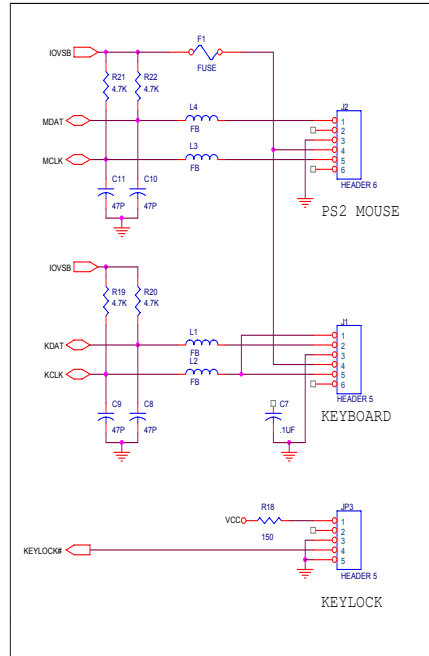 IOVSB
F1
FUSE
R21
4.7K
R22
4.7K
L4
FB
J2
MDAT
1
2
3
4
5
6
L3
FB
MCLK
HEADER 6
C11
47P
C10
47P
PS2 MOUSE
IOVSB
R19
4.7K
R20
4.7K
L1
FB
J1
KDAT
1
2
3
4
5
6
L2
FB
KCLK
HEADER 5
C9
47P
C8
47P
C7
.1UF
KEYBOARD
R18
150
VCC
JP3
1
2
3
4
5
KEYLOCK#
HEADER 5
KEYLOCK